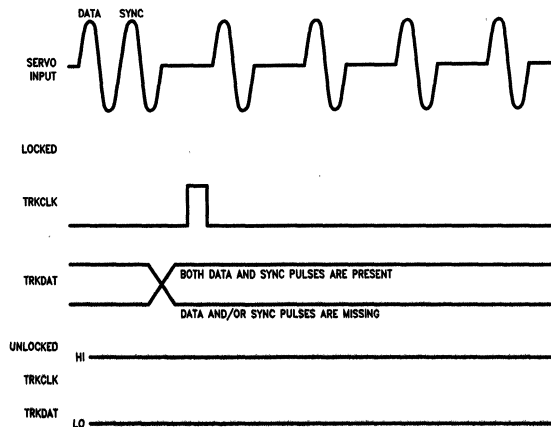 DATA SYNC
SERVO
INPUT
LOCKED
TRKCLK
TRKDAT
BOTH DATA AND SYNC PULSES ARE PRESENT
DATA AND/OR SYNC PULSES ARE MISSING
UNLOCKED
HI
TRKCLK
TRKDAT
LO